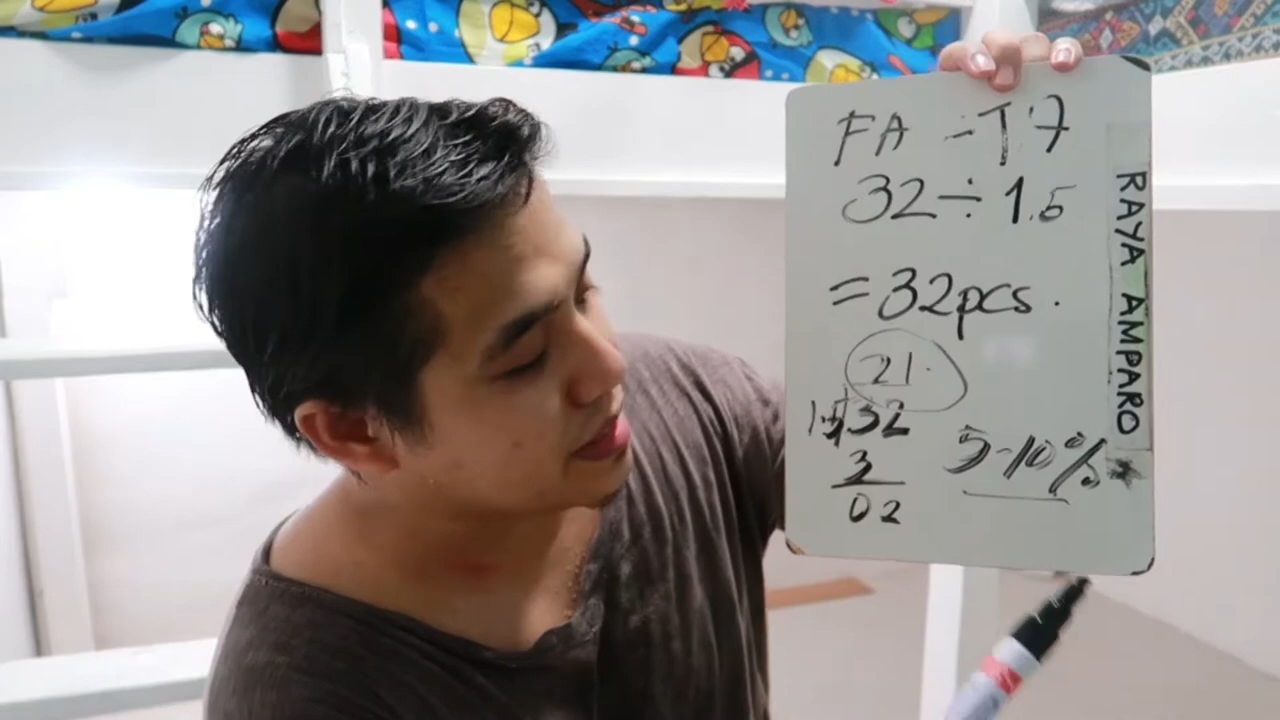 FA - T7
32 ÷ 1.5
= 32pcs.
21.
1.5 32
3
02
5-10%
RAYA AMPARO